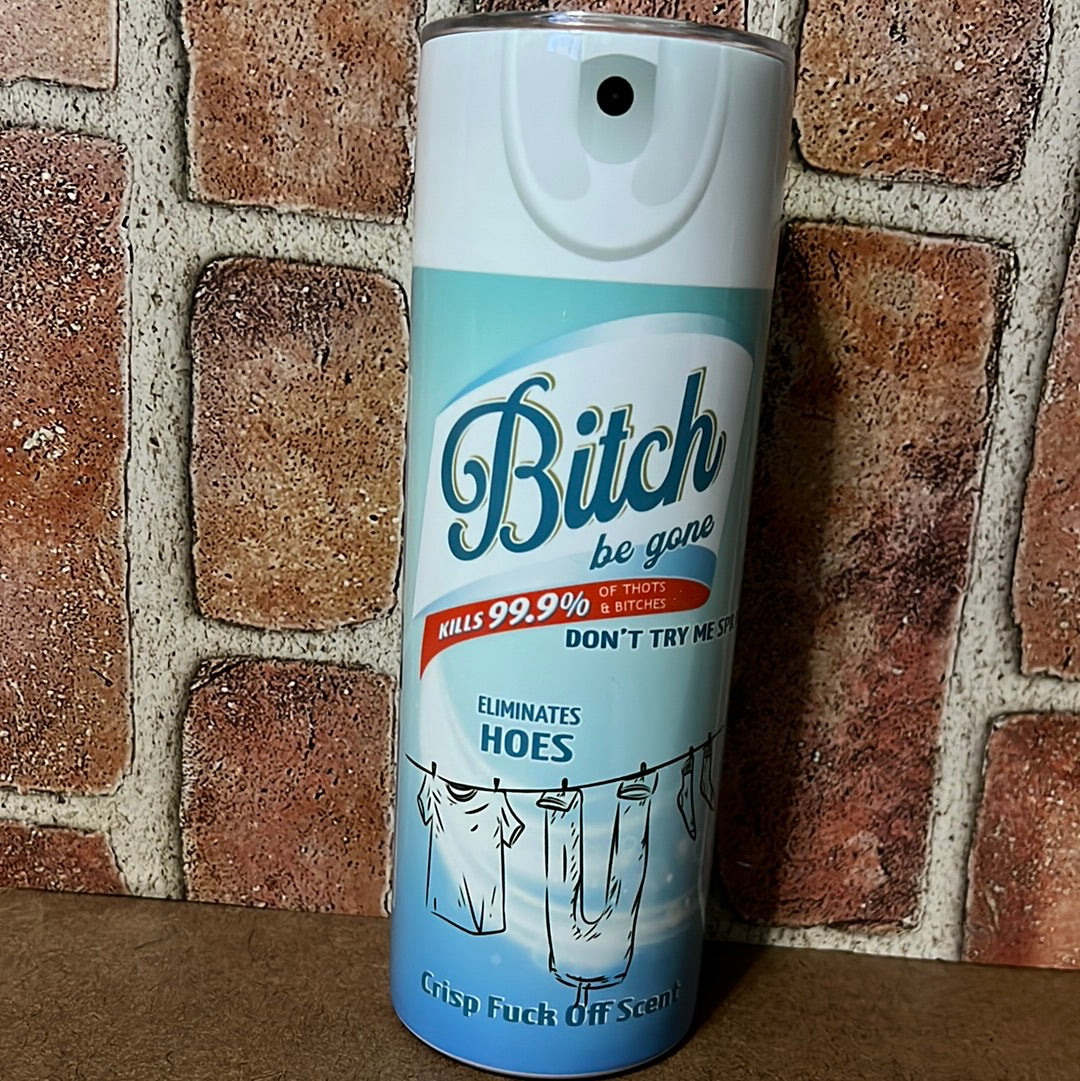 Bitch
be gone
KILLS 99.9% OF THOTS
& BITCHES
DON'T TRY ME
ELIMINATES
HOES
Crisp Fuck Off Scent